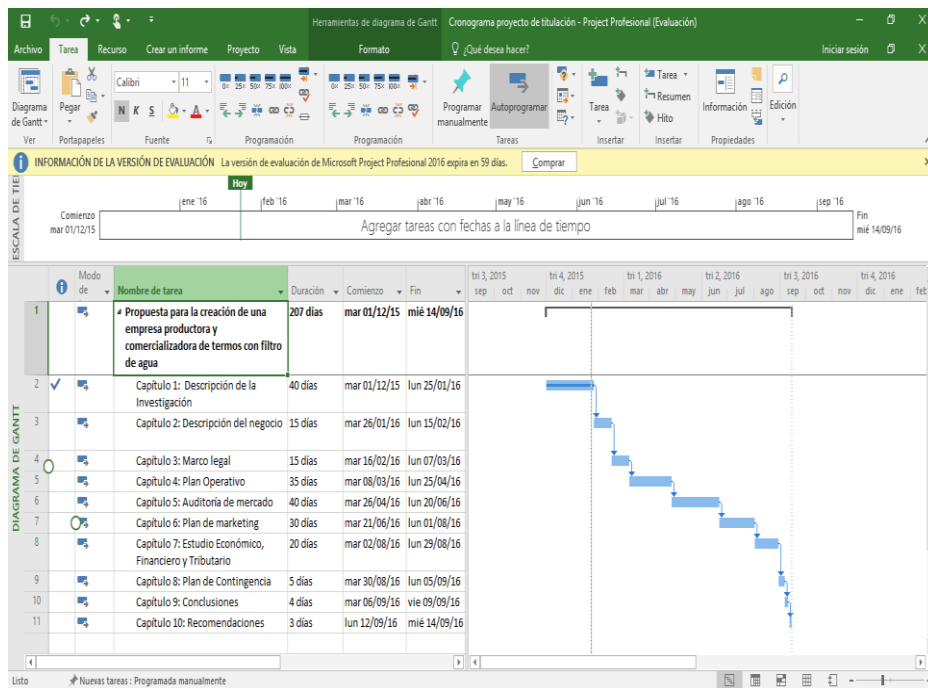 Herramientas de diagrama de Gantt Cronograma proyecto de titulación - Project Profesional (Evaluación)
Archivo Tarea Recurso Crear un informe Proyecto Vista Formato ¿Qué desea hacer? Iniciar sesión
Calibri 11
0% 25% 50% 75% 100% 0% 25% 50% 75% 100%
N K S
Diagrama de Gantt
Pegar
Programar manualmente
Autoprogramar
Tarea
Tarea
Resumen
Hito
Información
Edición
Ver Portapapeles Fuente Programación Programación Tareas Insertar Insertar Propiedades
INFORMACIÓN DE LA VERSIÓN DE EVALUACIÓN La versión de evaluación de Microsoft Project Profesional 2016 expira en 59 días. Comprar
ESCALA DE TIE
Hoy
ene '16 feb '16 mar '16 abr '16 may '16 jun '16 jul '16 ago '16 sep '16
Comienzo
mar 01/12/15
Agregar tareas con fechas a la línea de tiempo
Fin
mié 14/09/16
DIAGRAMA DE GANTT
Modo de Nombre de tarea Duración Comienzo Fin
tri 3, 2015 tri 4, 2015 tri 1, 2016 tri 2, 2016 tri 3, 2016 tri 4, 2016
sep oct nov dic ene feb mar abr may jun jul ago sep oct nov dic ene feb
1 Propuesta para la creación de una 207 días mar 01/12/15 mié 14/09/16
empresa productora y
comercializadora de termos con filtro
de agua
2 Capítulo 1: Descripción de la 40 días mar 01/12/15 lun 25/01/16
Investigación
3 Capítulo 2: Descripción del negocio 15 días mar 26/01/16 lun 15/02/16
4 Capítulo 3: Marco legal 15 días mar 16/02/16 lun 07/03/16
5 Capítulo 4: Plan Operativo 35 días mar 08/03/16 lun 25/04/16
6 Capítulo 5: Auditoría de mercado 40 días mar 26/04/16 lun 20/06/16
7 Capítulo 6: Plan de marketing 30 días mar 21/06/16 lun 01/08/16
8 Capítulo 7: Estudio Económico, 20 días mar 02/08/16 lun 29/08/16
Financiero y Tributario
9 Capítulo 8: Plan de Contingencia 5 días mar 30/08/16 lun 05/09/16
10 Capítulo 9: Conclusiones 4 días mar 06/09/16 vie 09/09/16
11 Capítulo 10: Recomendaciones 3 días lun 12/09/16 mié 14/09/16
Listo Nuevas tareas : Programada manualmente